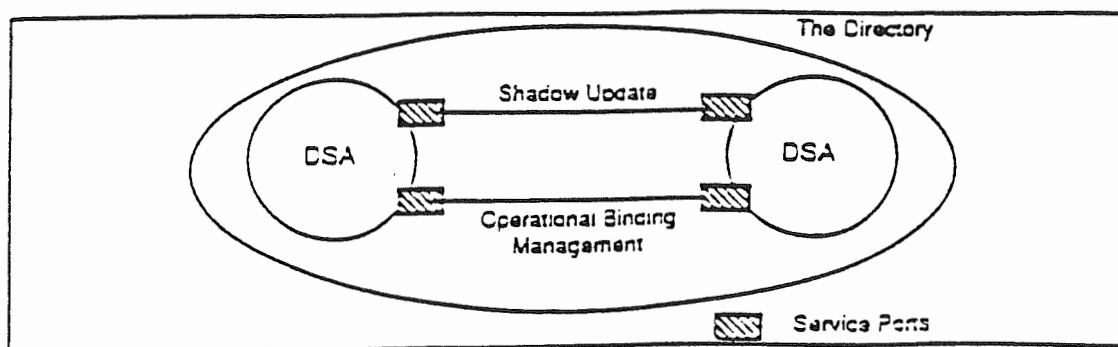 The Directory
Shadow Update
DSA
DSA
Operational Binding
Management
Service Ports